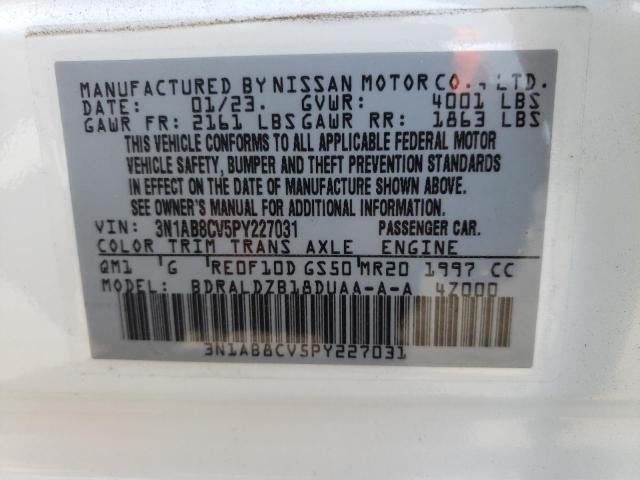 MANUFACTURED BY NISSAN MOTOR CO., LTD.
DATE: 01/23. GVWR: 4001 LBS
GAWR FR: 2161 LBS GAWR RR: 1863 LBS
THIS VEHICLE CONFORMS TO ALL APPLICABLE FEDERAL MOTOR
VEHICLE SAFETY, BUMPER AND THEFT PREVENTION STANDARDS
IN EFFECT ON THE DATE OF MANUFACTURE SHOWN ABOVE.
SEE OWNER'S MANUAL FOR ADDITIONAL INFORMATION.
VIN: 3N1AB8CV5PY227031 PASSENGER CAR.
COLOR TRIM TRANS AXLE ENGINE
QM1 G RE0F10D GS50 MR20 1997 CC
MODEL: BDRALDZB18DUAA-A-A 4Z000
3N1AB8CV5PY227031